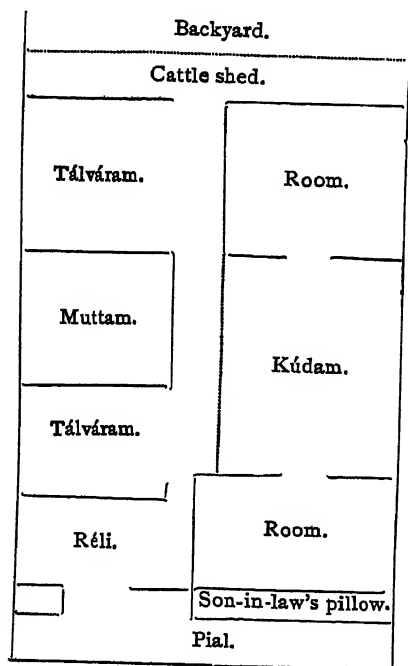 Backyard.
Cattle shed.
Tálváram.
Room.
Muttam.
Kúdam.
Tálváram.
Room.
Réli.
Son-in-law's pillow.
Pial.